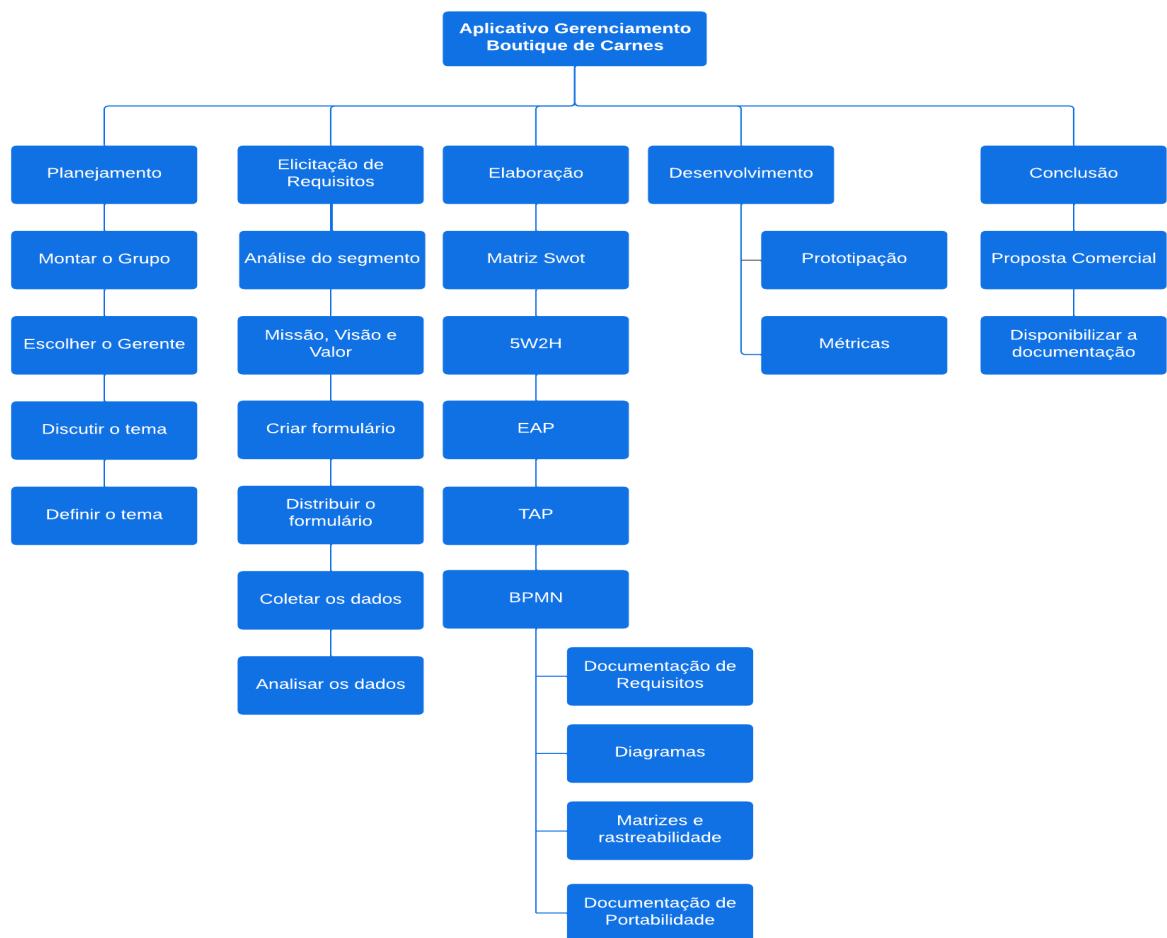 Aplicativo Gerenciamento
Boutique de Carnes
Planejamento
Montar o Grupo
Escolher o Gerente
Discutir o tema
Definir o tema
Elicitação de
Requisitos
Análise do segmento
Missão, Visão e
Valor
Criar formulário
Distribuir o
formulário
Coletar os dados
Analisar os dados
Elaboração
Matriz Swot
5W2H
EAP
TAP
BPMN
Documentação de
Requisitos
Diagramas
Matrizes e
rastreabilidade
Documentação de
Portabilidade
Desenvolvimento
Prototipação
Métricas
Conclusão
Proposta Comercial
Disponibilizar a
documentação